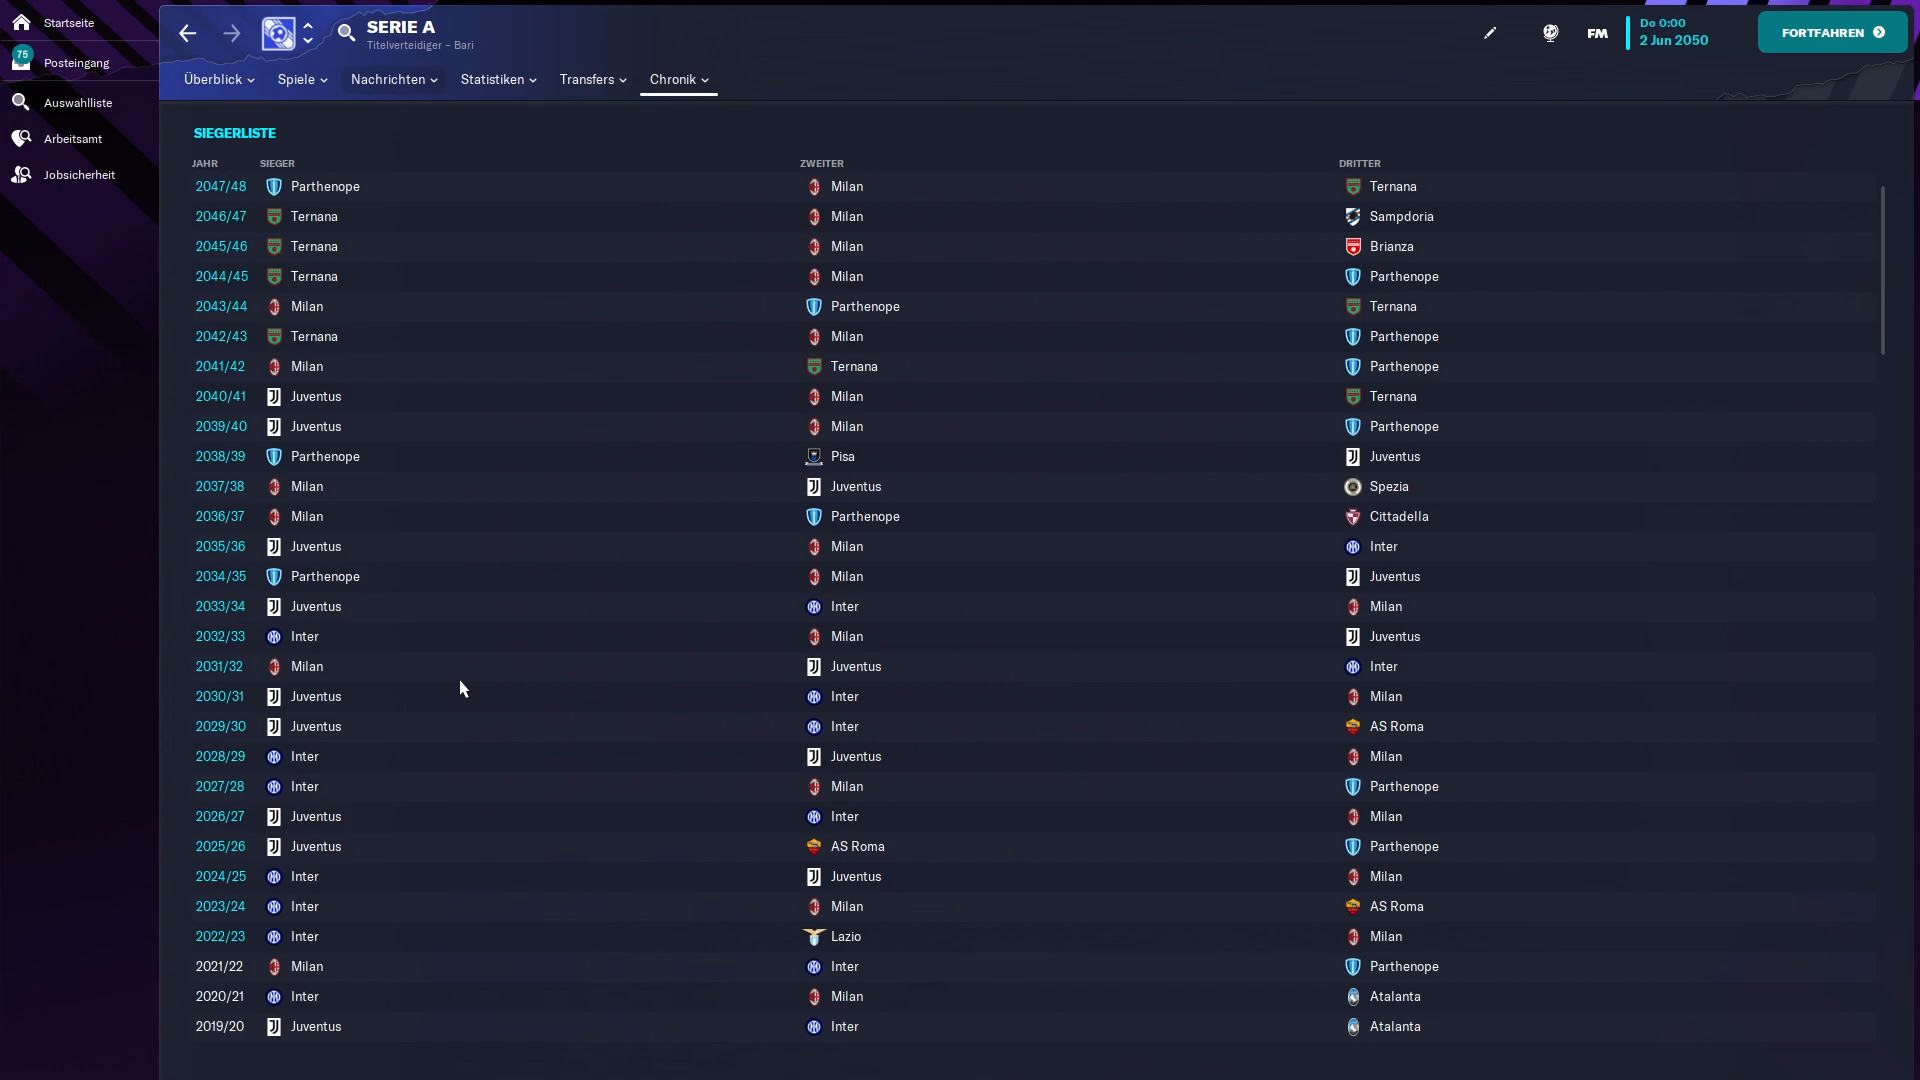 Startseite
75
Posteingang
Auswahlliste
Arbeitsamt
Jobsicherheit
SERIE A
Titelverteidiger – Bari
FM
Do 0:00
2 Jun 2050
FORTFAHREN
Überblick Spiele Nachrichten Statistiken Transfers Chronik
SIEGERLISTE
JAHR SIEGER ZWEITER DRITTER
2047/48 Parthenope Milan Ternana
2046/47 Ternana Milan Sampdoria
2045/46 Ternana Milan Brianza
2044/45 Ternana Milan Parthenope
2043/44 Milan Parthenope Ternana
2042/43 Ternana Milan Parthenope
2041/42 Milan Ternana Parthenope
2040/41 Juventus Milan Ternana
2039/40 Juventus Milan Parthenope
2038/39 Parthenope Pisa Juventus
2037/38 Milan Juventus Spezia
2036/37 Milan Parthenope Cittadella
2035/36 Juventus Milan Inter
2034/35 Parthenope Milan Juventus
2033/34 Juventus Inter Milan
2032/33 Inter Milan Juventus
2031/32 Milan Juventus Inter
2030/31 Juventus Inter Milan
2029/30 Juventus Inter AS Roma
2028/29 Inter Juventus Milan
2027/28 Inter Milan Parthenope
2026/27 Juventus Inter Milan
2025/26 Juventus AS Roma Parthenope
2024/25 Inter Juventus Milan
2023/24 Inter Milan AS Roma
2022/23 Inter Lazio Milan
2021/22 Milan Inter Parthenope
2020/21 Inter Milan Atalanta
2019/20 Juventus Inter Atalanta